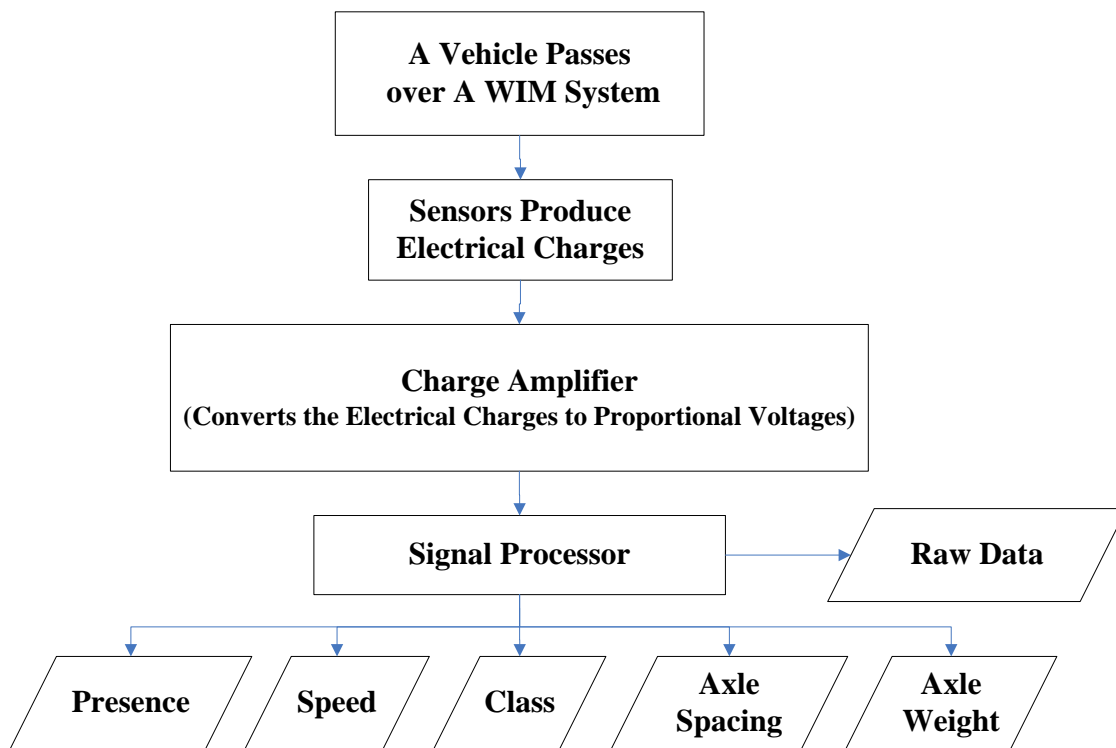 A Vehicle Passes
over A WIM System
Sensors Produce
Electrical Charges
Charge Amplifier
(Converts the Electrical Charges to Proportional Voltages)
Signal Processor
Raw Data
Presence
Speed
Class
Axle
Spacing
Axle
Weight